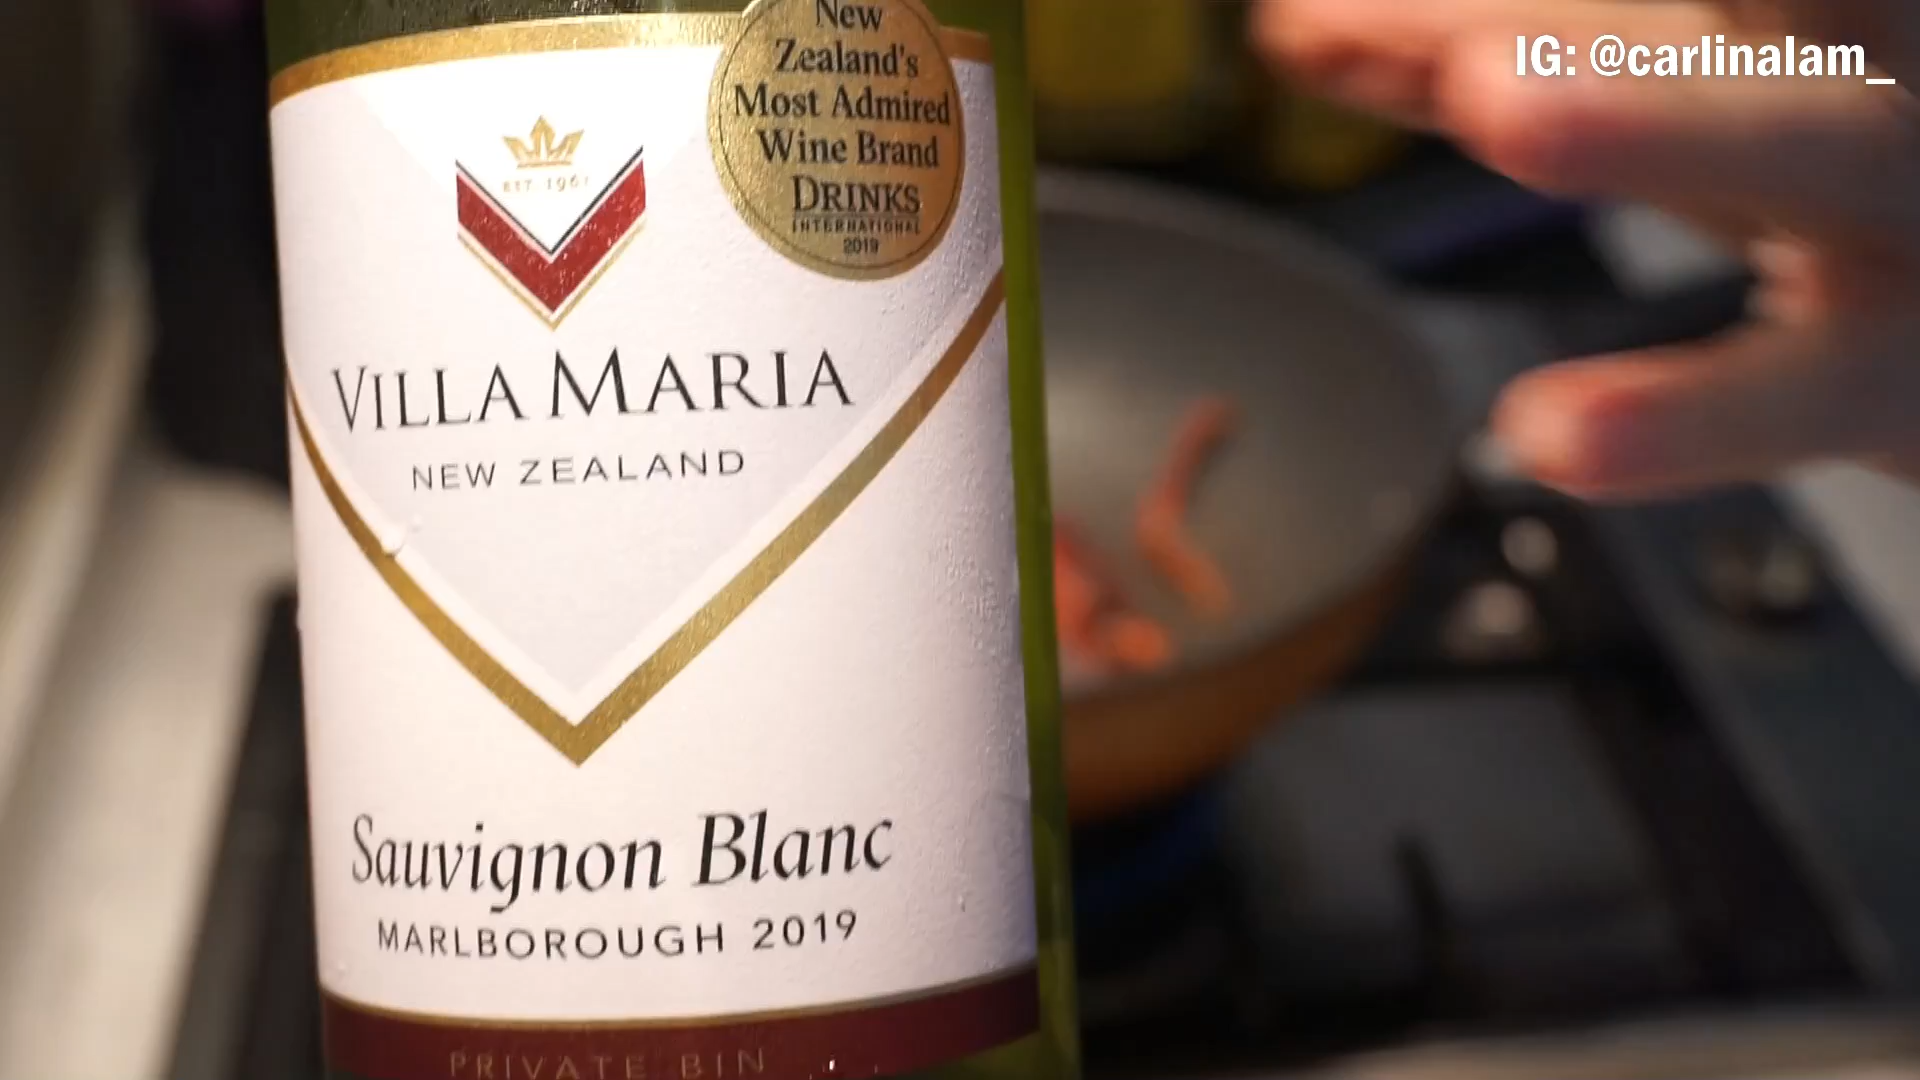 IG: @carlinalam_
New
Zealand's
Most Admired
Wine Brand
DRINKS
INTERNATIONAL
2019
EST. 1961
VILLA MARIA
NEW ZEALAND
Sauvignon Blanc
MARLBOROUGH 2019
PRIVATE BIN